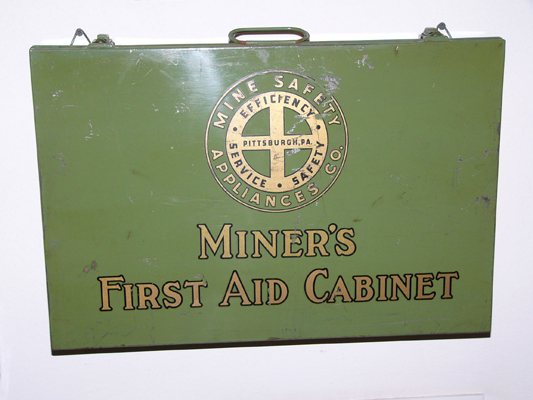 MINE SAFETY
APPLIANCES CO.
EFFICIENCY
PITTSBURGH, PA.
SERVICE · SAFETY
MINER'S
FIRST AID CABINET